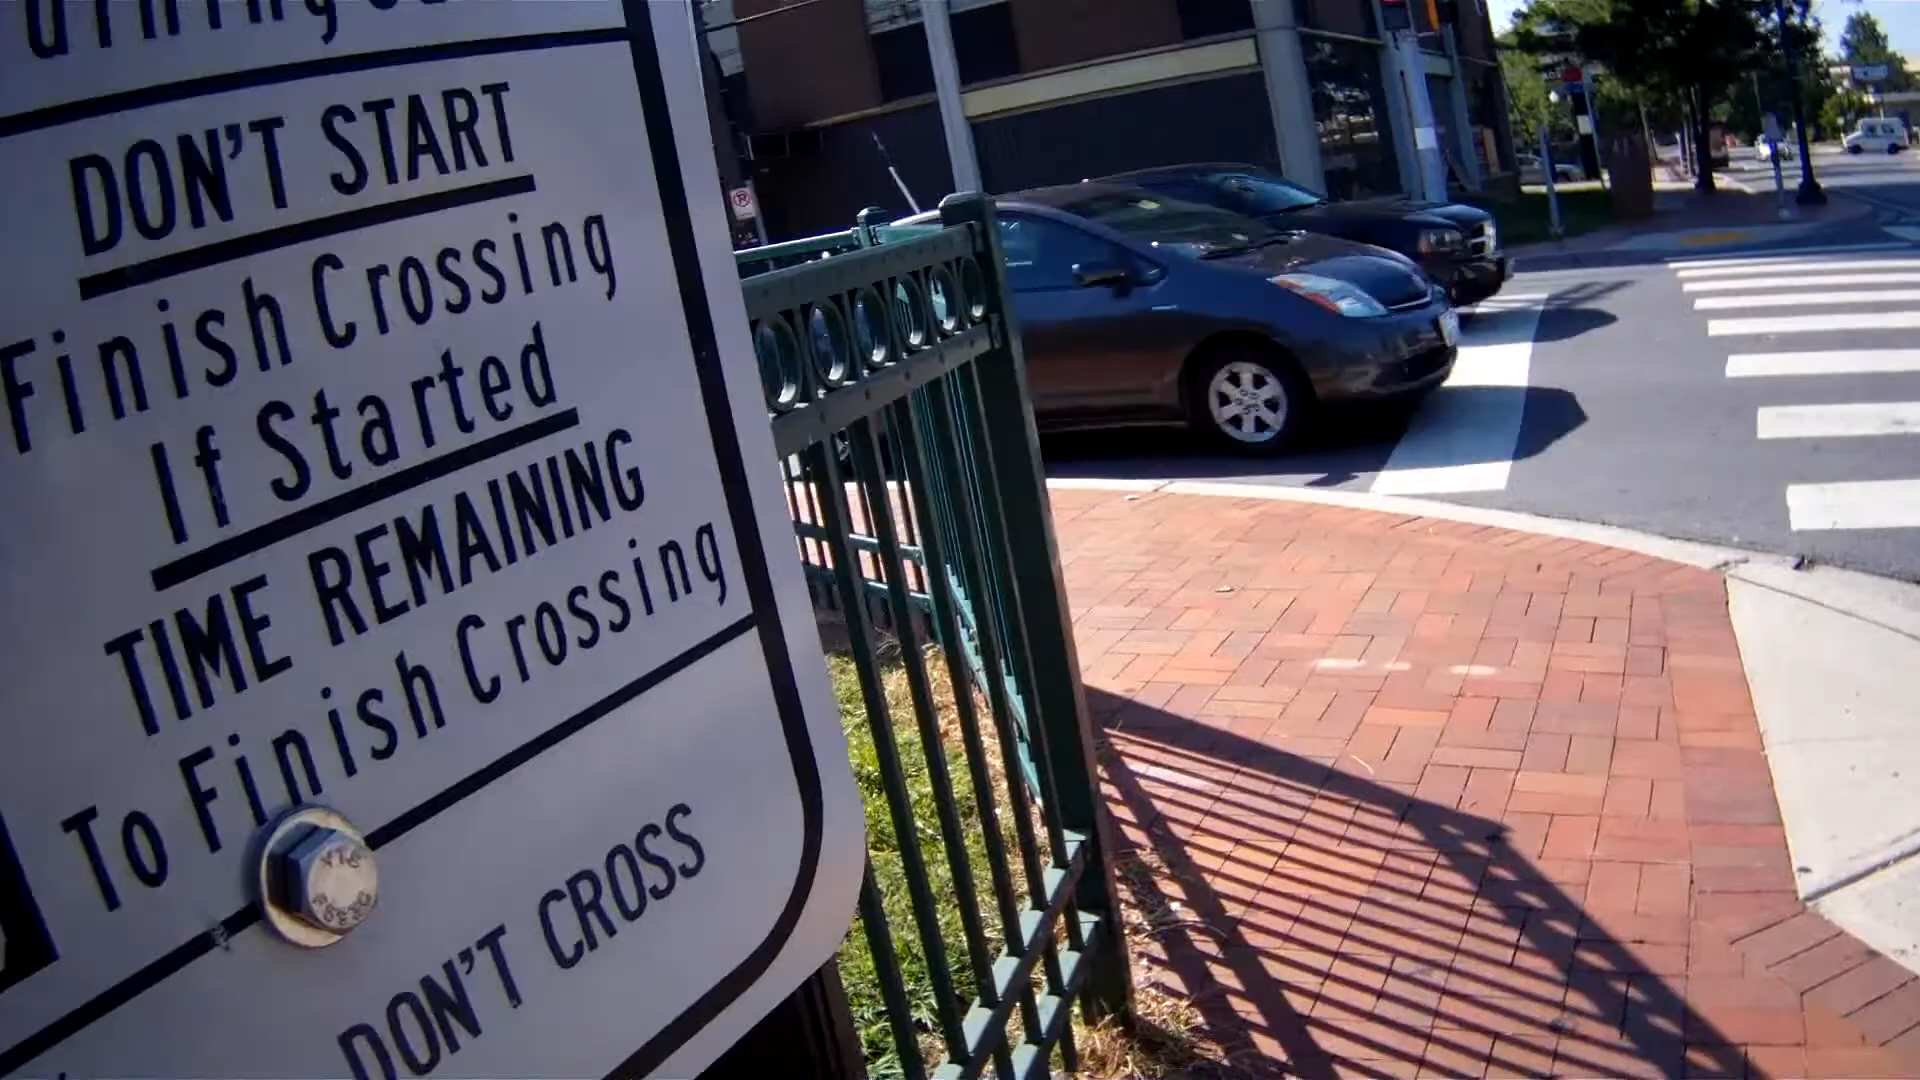 DON'T START
Finish Crossing
If Started
TIME REMAINING
To Finish Crossing
DON'T CROSS